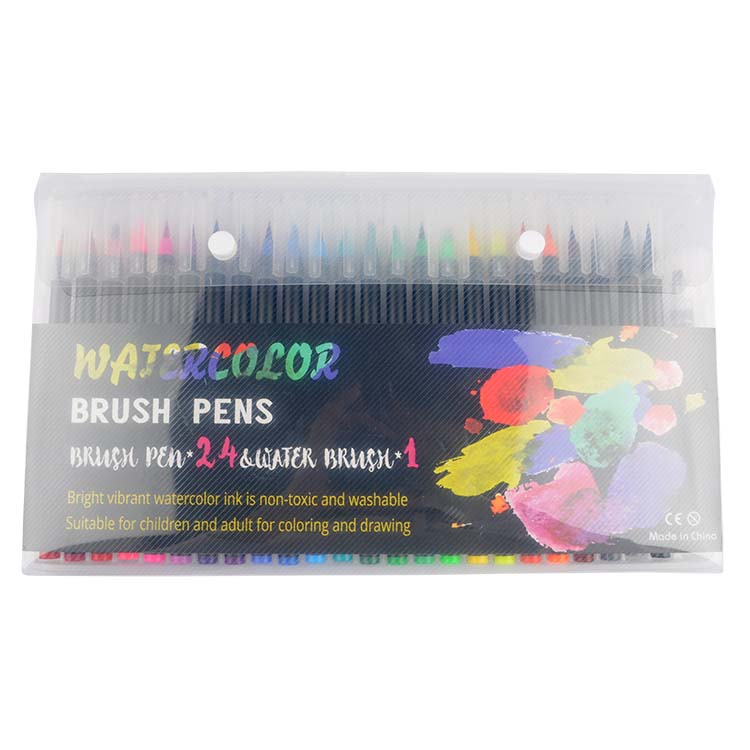 WATERCOLOR
BRUSH PENS
BRUSH PEN*24&WATER BRUSH*1
Bright vibrant watercolor ink is non-toxic and washable
Suitable for children and adult for coloring and drawing
CE
Made in China